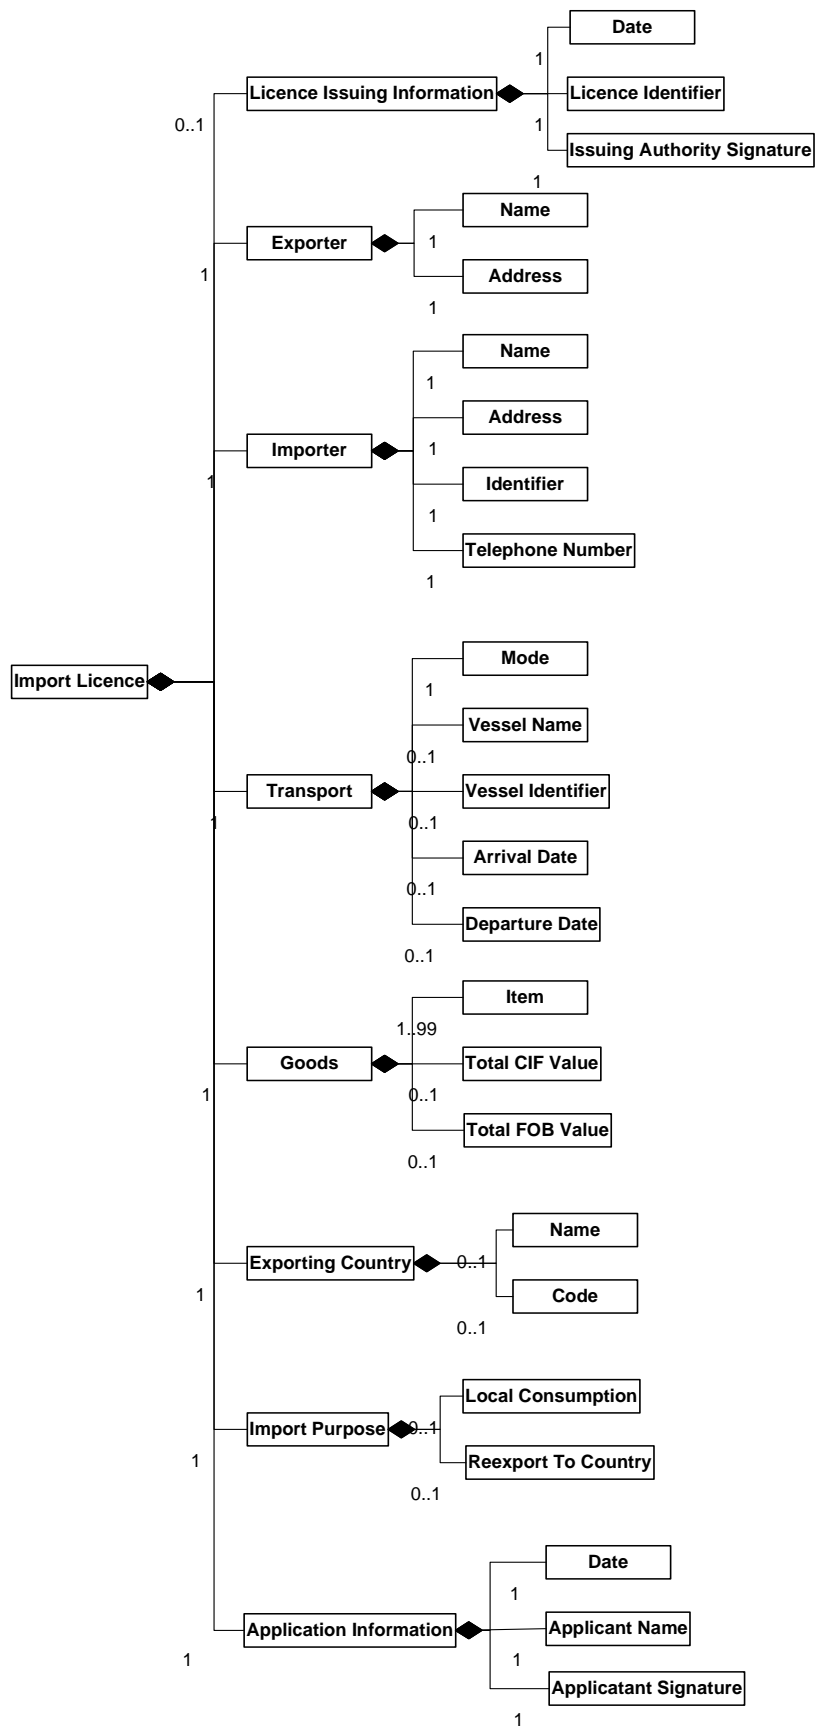 Date
1
Licence Issuing Information
Licence Identifier
0..1
1
Issuing Authority Signature
1
Name
Exporter
1
1
Address
1
Name
1
Address
Importer
1
1
Identifier
1
Telephone Number
1
Mode
Import Licence
1
Vessel Name
0..1
Transport
Vessel Identifier
1
0..1
Arrival Date
0..1
Departure Date
0..1
Item
1..99
Goods
Total CIF Value
1
0..1
Total FOB Value
0..1
Name
Exporting Country
0..1
1
Code
0..1
Local Consumption
Import Purpose
0..1
1
Reexport To Country
0..1
Date
1
Application Information
Applicant Name
1
1
Applicatant Signature
1